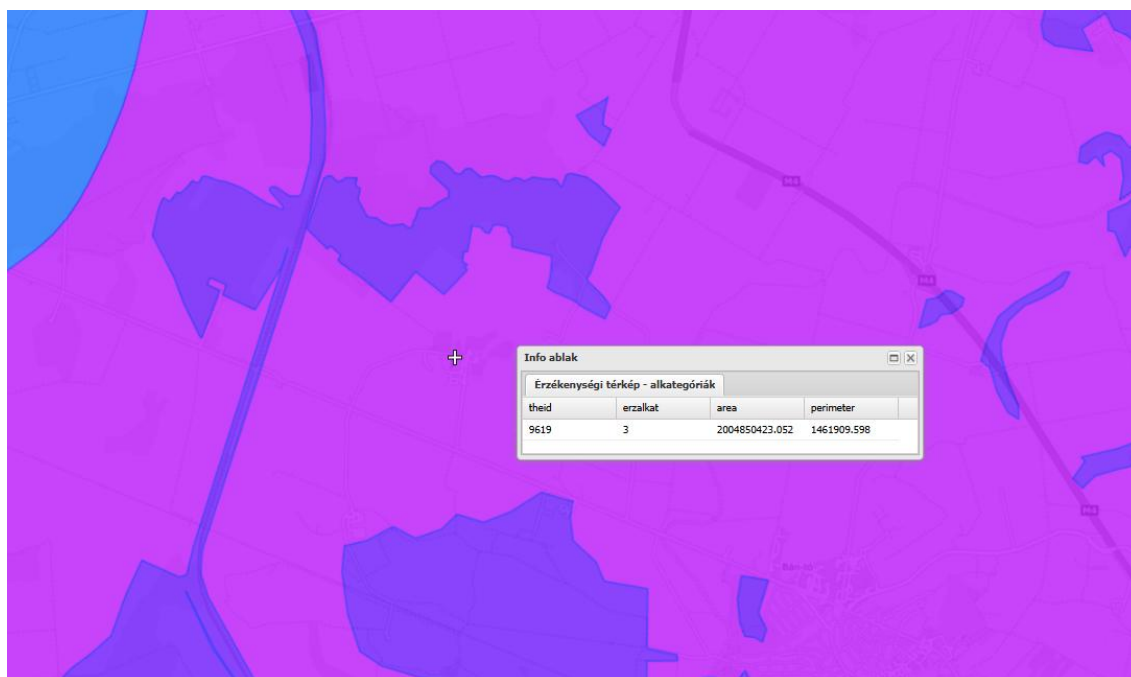 Info ablak
Érzékenységi térkép - alkategóriák
theid erzalkat area perimeter
9619 3 2004850423.052 1461909.598